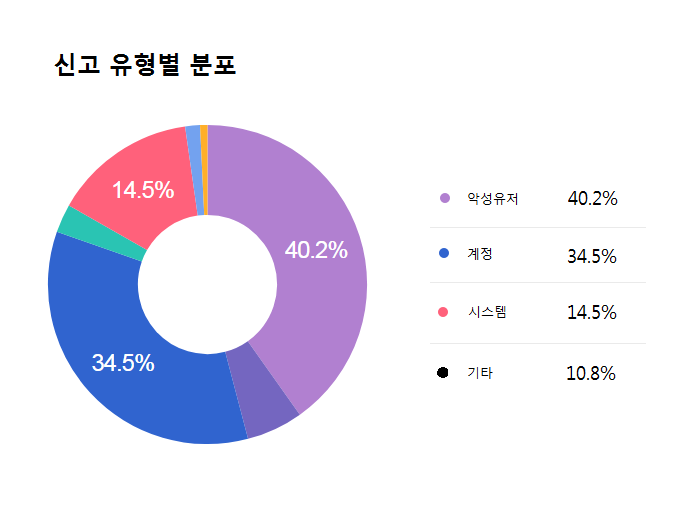 신고 유형별 분포
14.5%
40.2%
34.5%
악성유저 40.2%
계정 34.5%
시스템 14.5%
기타 10.8%